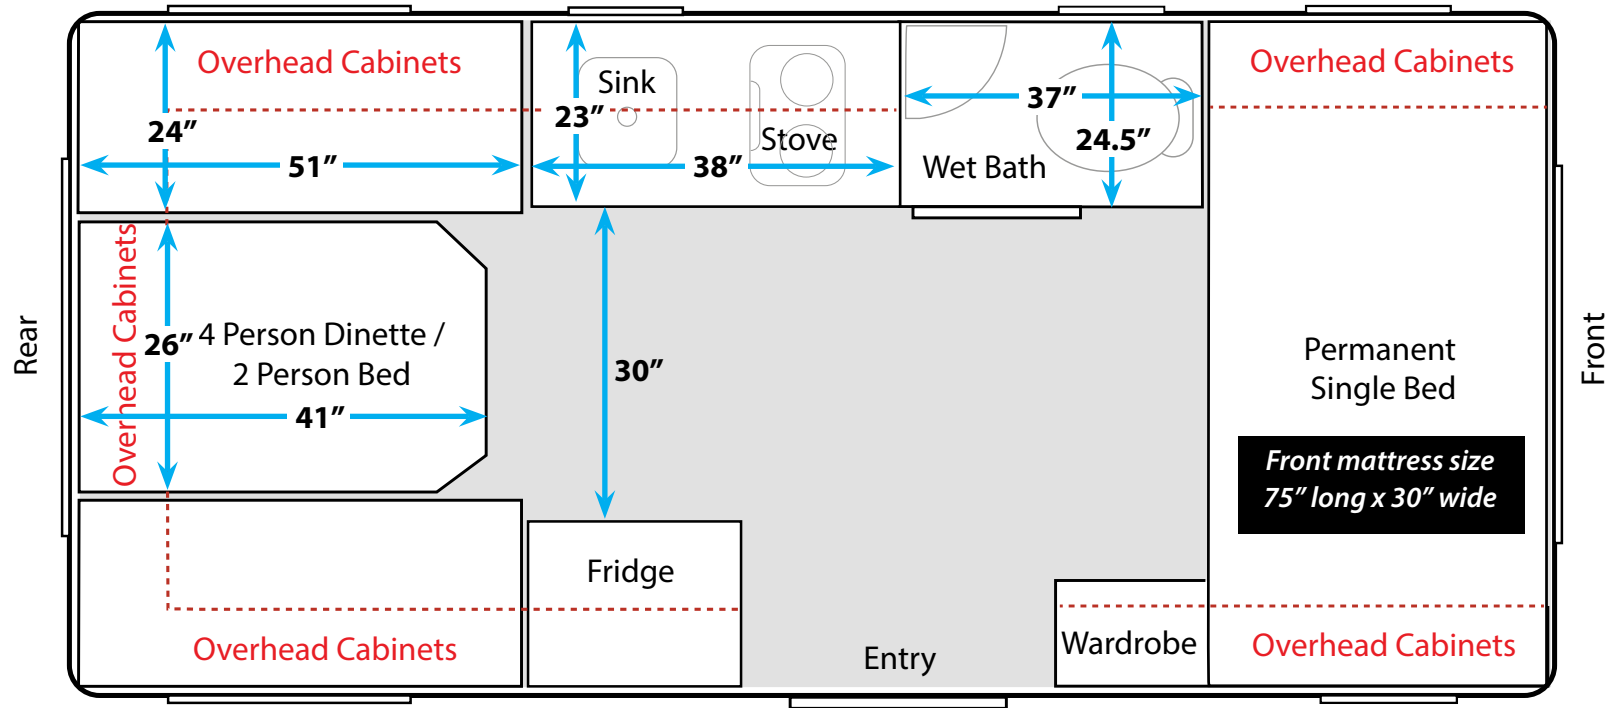 Overhead Cabinets
24”
51”
Sink
23”
Stove
38”
37”
24.5”
Wet Bath
Overhead Cabinets
Rear
Overhead Cabinets
26”
4 Person Dinette /
2 Person Bed
41”
30”
Permanent
Single Bed
Front mattress size
75” long x 30” wide
Front
Fridge
Overhead Cabinets
Entry
Wardrobe
Overhead Cabinets